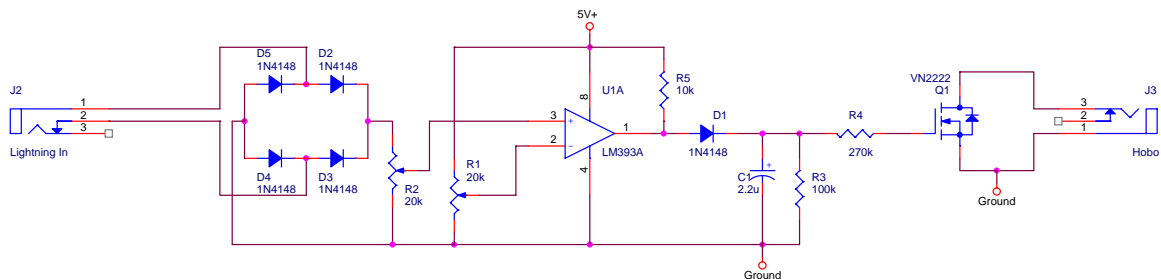 5V+
D5
1N4148
D2
1N4148
J2
1
2
3
Lightning In
D4
1N4148
D3
1N4148
R2
20k
R1
20k
U1A
8
3
+
2
-
1
4
LM393A
R5
10k
D1
1N4148
C1
+
2.2u
R3
100k
R4
270k
VN2222
Q1
J3
3
2
1
Hobo
Ground
Ground